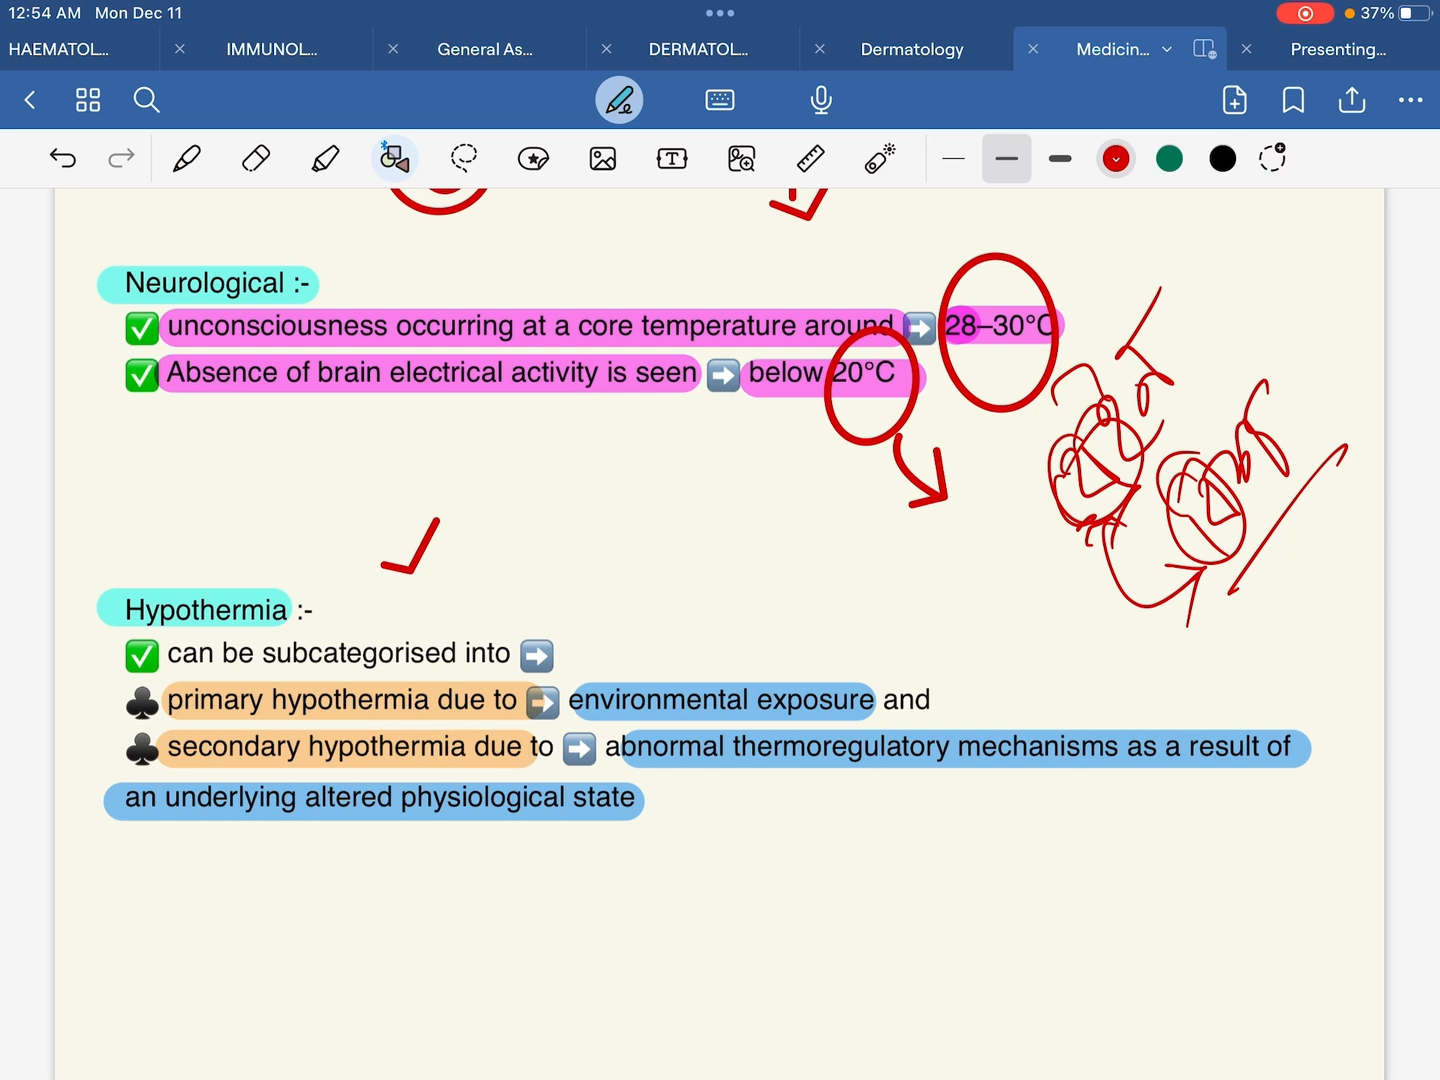 12:54 AM Mon Dec 11
37%
HAEMATOL...
IMMUNOL...
General As...
DERMATOL...
Dermatology
Medicin...
Presenting...
Neurological :-
✅ unconsciousness occurring at a core temperature around ➡️ 28–30°C
✅ Absence of brain electrical activity is seen ➡️ below 20°C
Hypothermia :-
✅ can be subcategorised into ➡️
♣️ primary hypothermia due to ➡️ environmental exposure and
♣️ secondary hypothermia due to ➡️ abnormal thermoregulatory mechanisms as a result of
an underlying altered physiological state